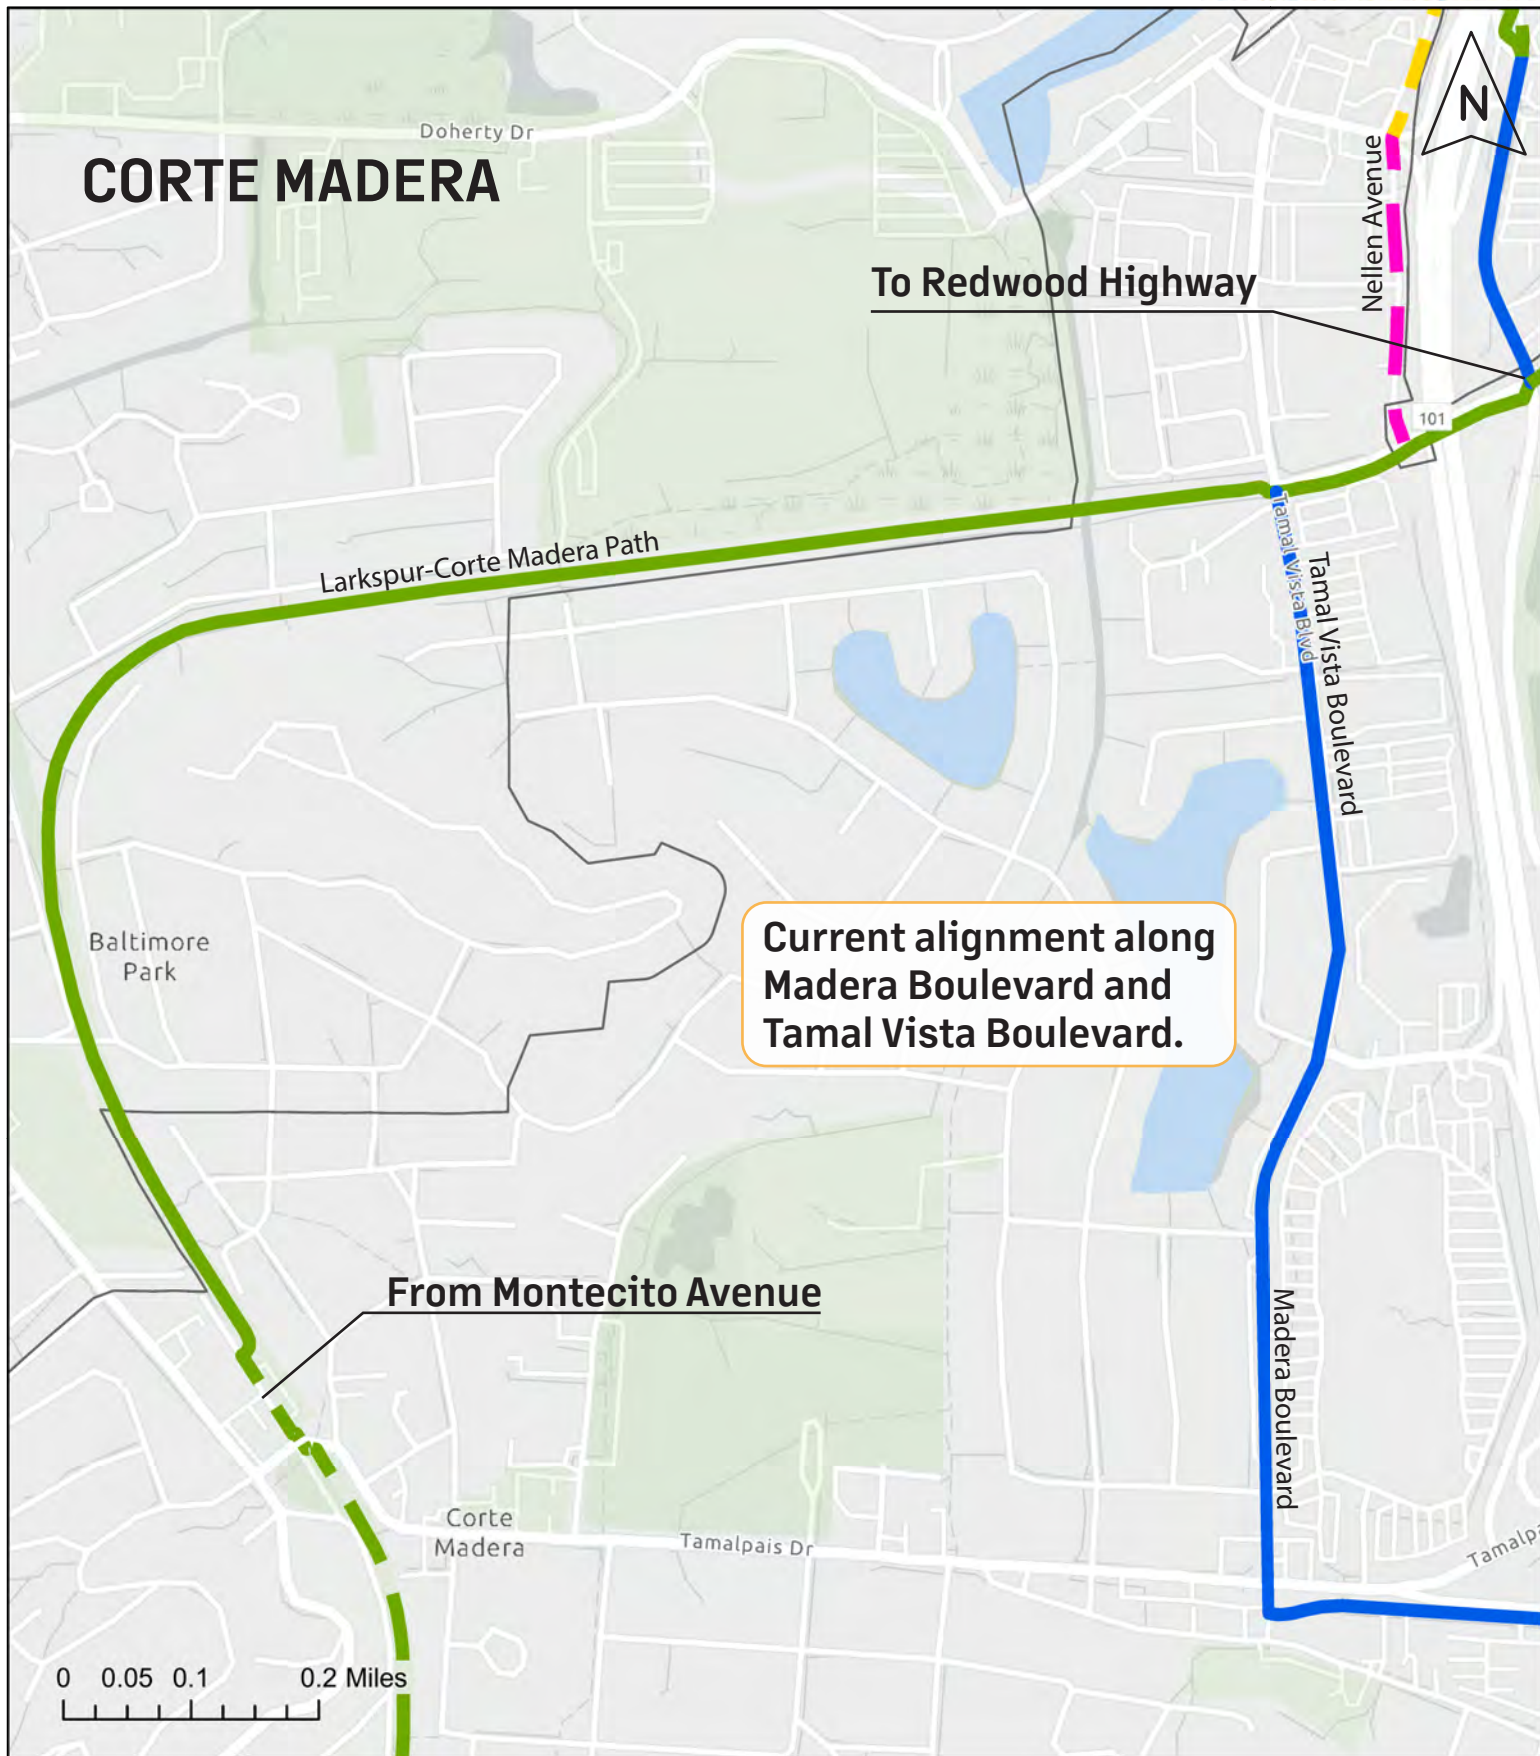 Doherty Dr
CORTE MADERA
N
Nellen Avenue
To Redwood Highway
101
Larkspur-Corte Madera Path
Tamal Vista Blvd
Tamal Vista Boulevard
Baltimore
Park
Current alignment along
Madera Boulevard and
Tamal Vista Boulevard.
From Montecito Avenue
Madera Boulevard
Corte
Madera
Tamalpais Dr
Tamalpa
0 0.05 0.1 0.2 Miles